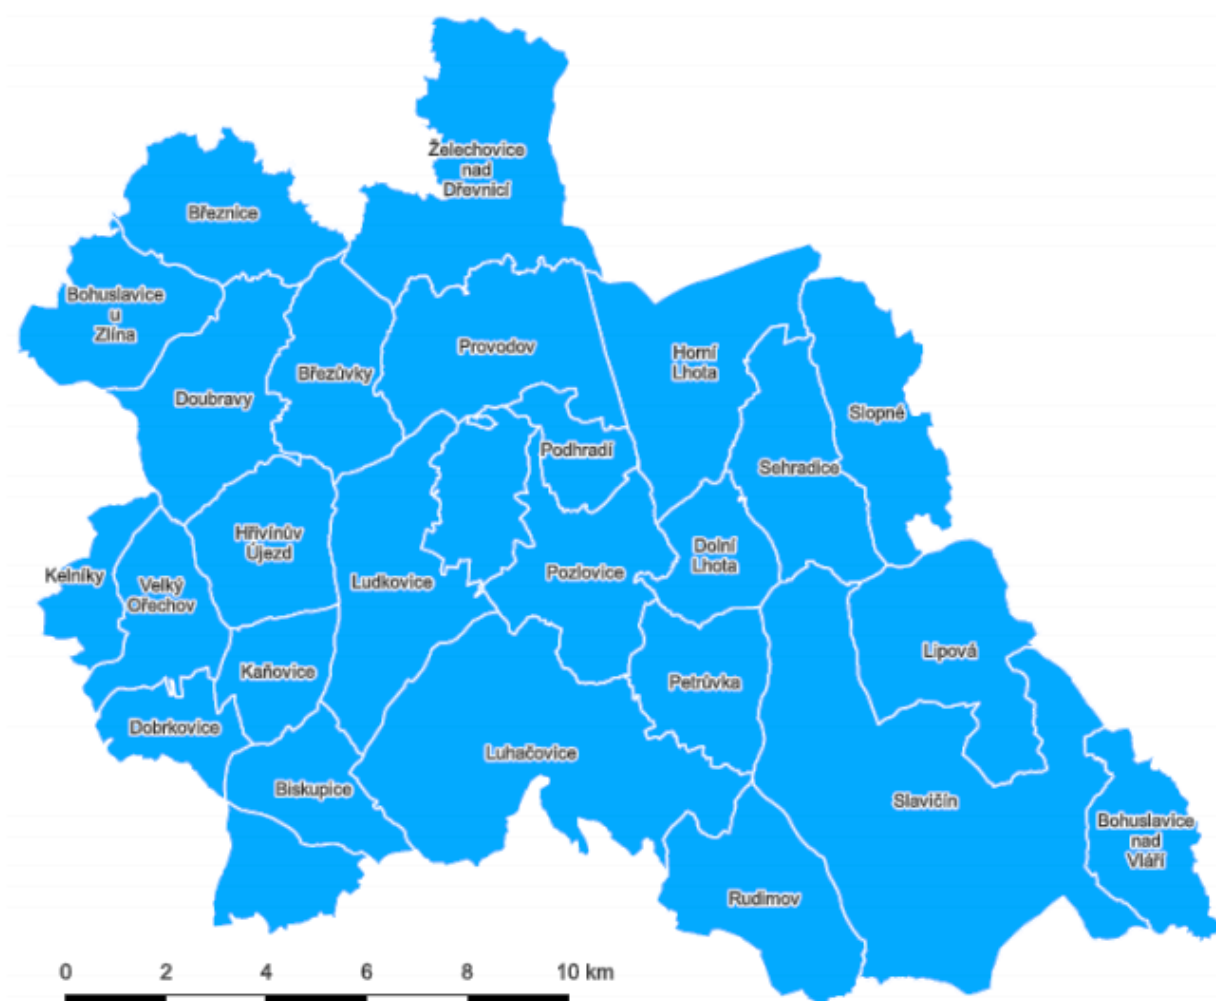 Želechovice
nad
Dřevnicí
Březnice
Bohuslavice
u
Zlína
Provodov
Horní
Lhota
Březůvky
Doubravy
Slopné
Podhradí
Sehradice
Hřivínův
Újezd
Dolní
Lhota
Kelníky
Velký
Ořechov
Ludkovice
Pozlovice
Lipová
Kaňovice
Petrůvka
Dobrkovice
Luhačovice
Biskupice
Slavičín
Bohuslavice
nad
Vláří
Rudimov
0 2 4 6 8 10 km